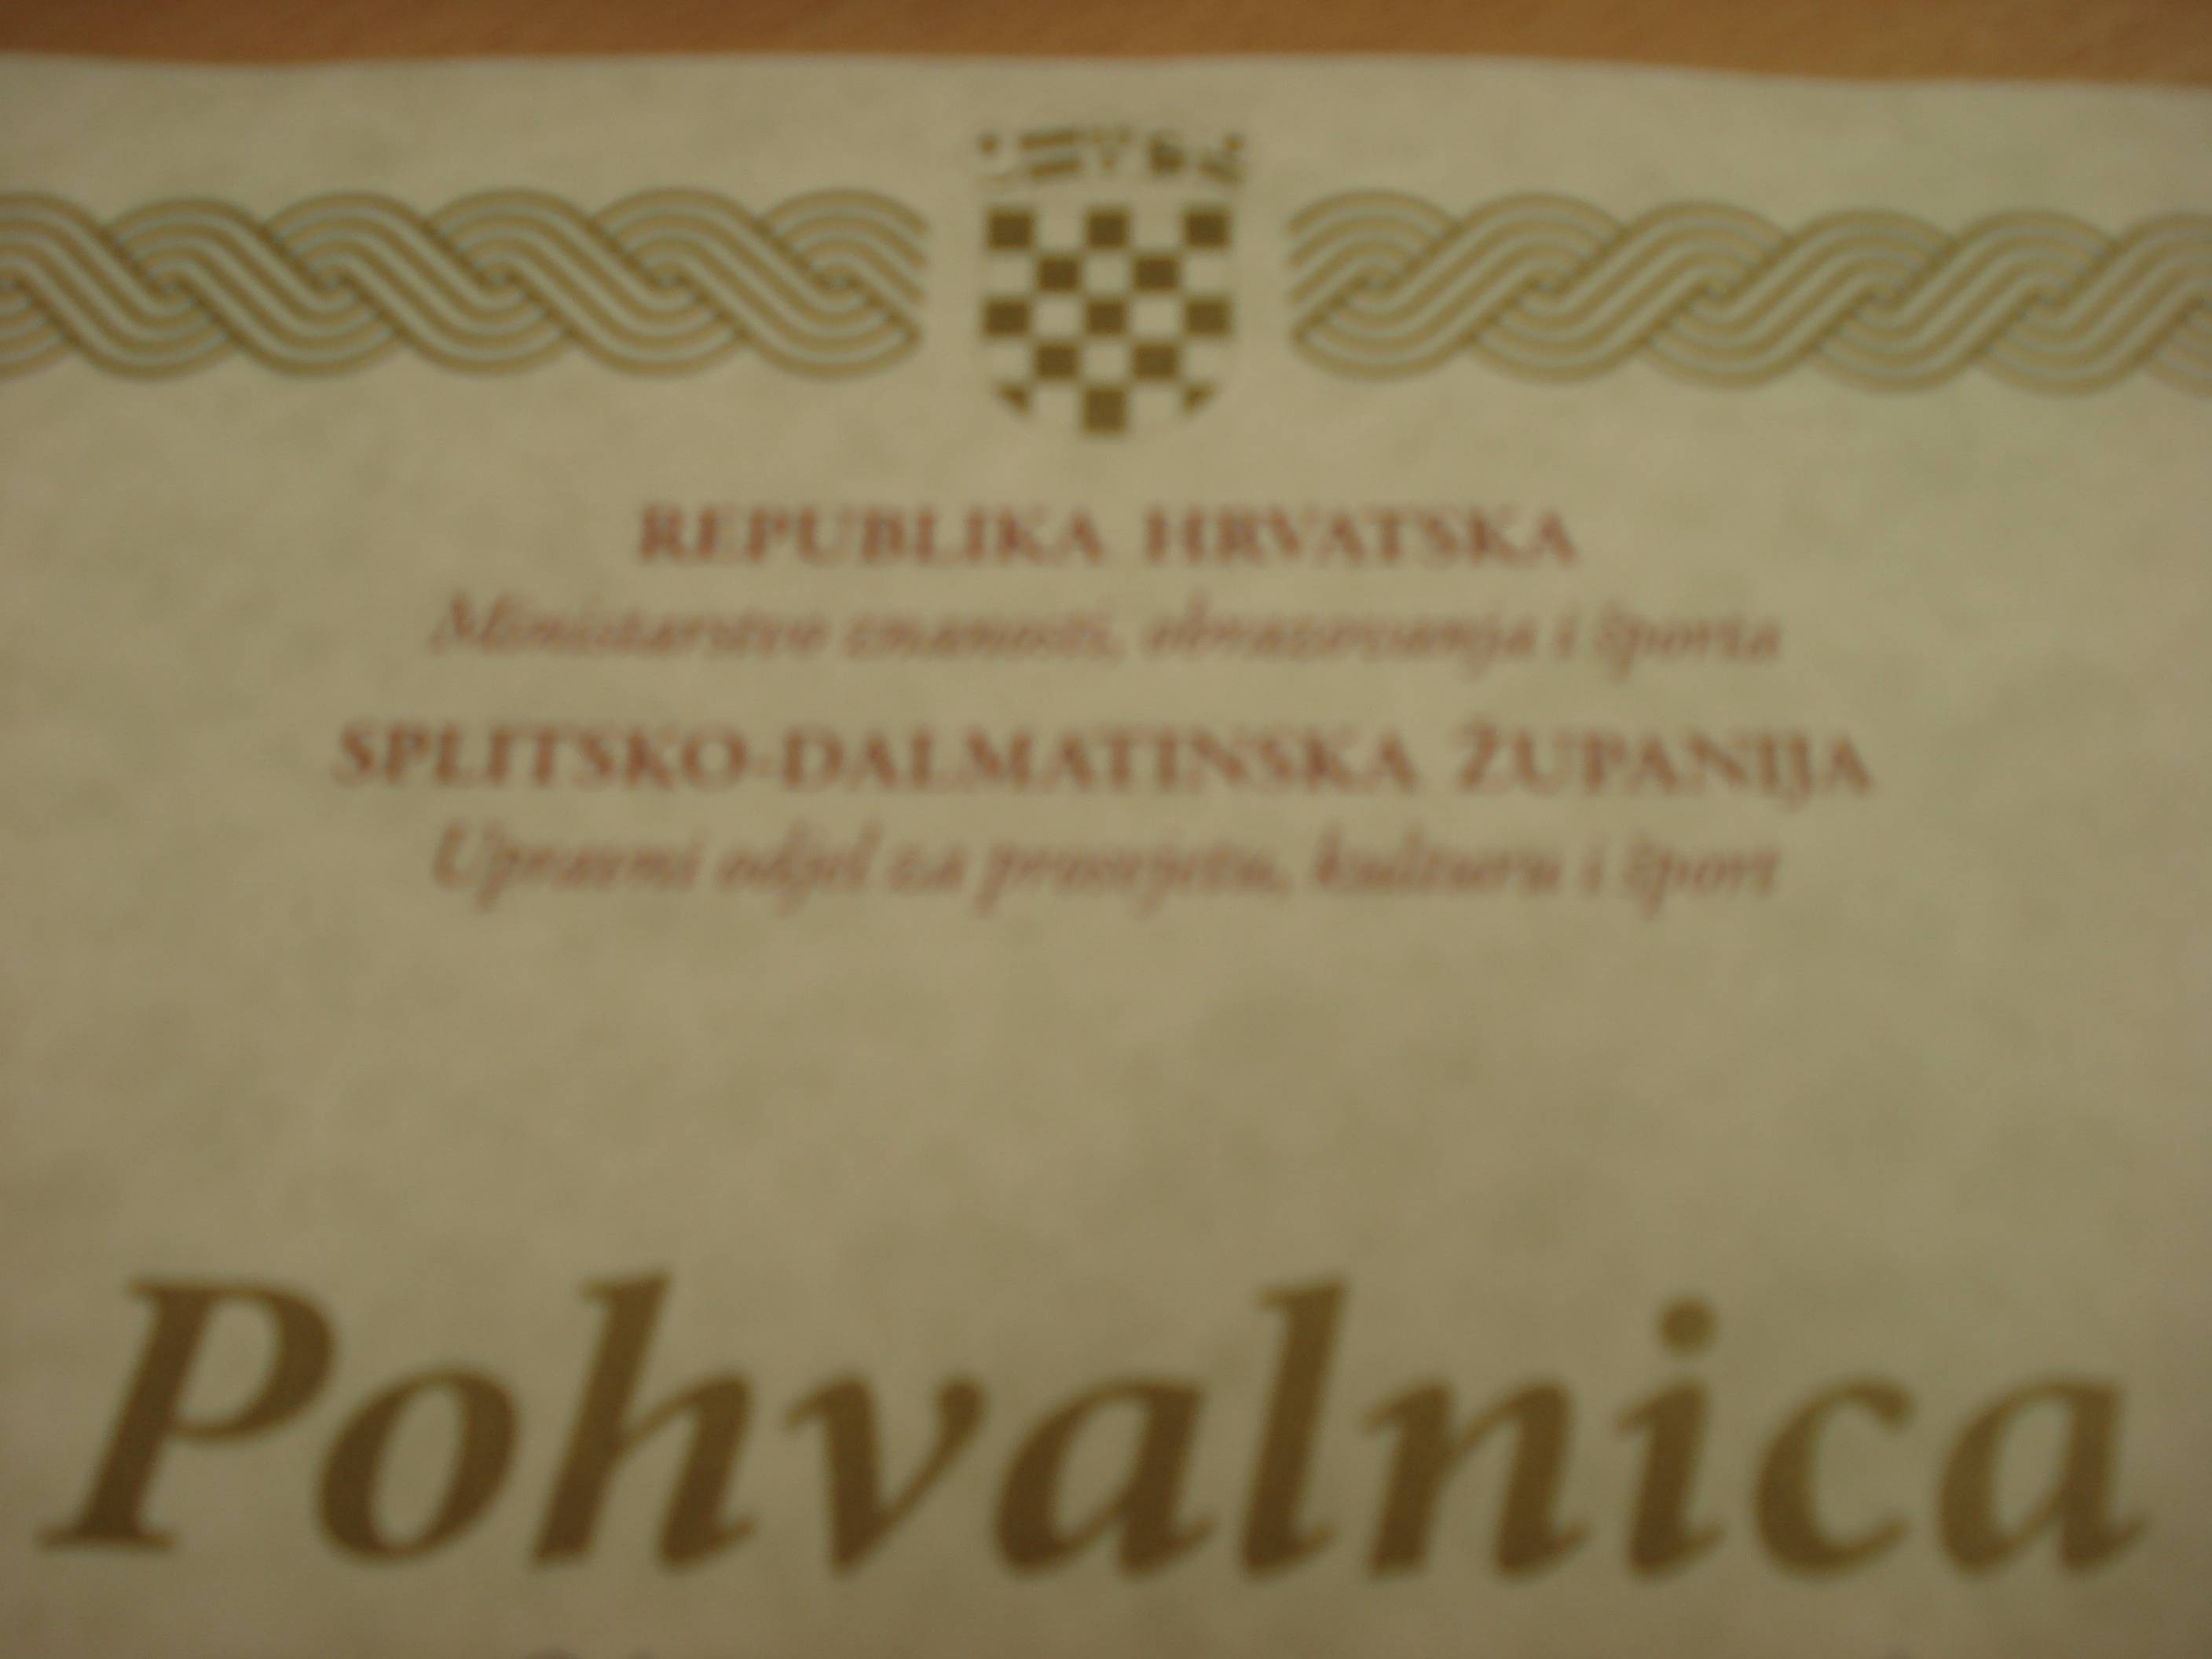 REPUBLIKA HRVATSKA
Ministarstvo znanosti, obrazovanja i športa
SPLITSKO-DALMATINSKA ŽUPANIJA
Upravni odjel za prosvjetu, kulturu i šport
Pohvalnica